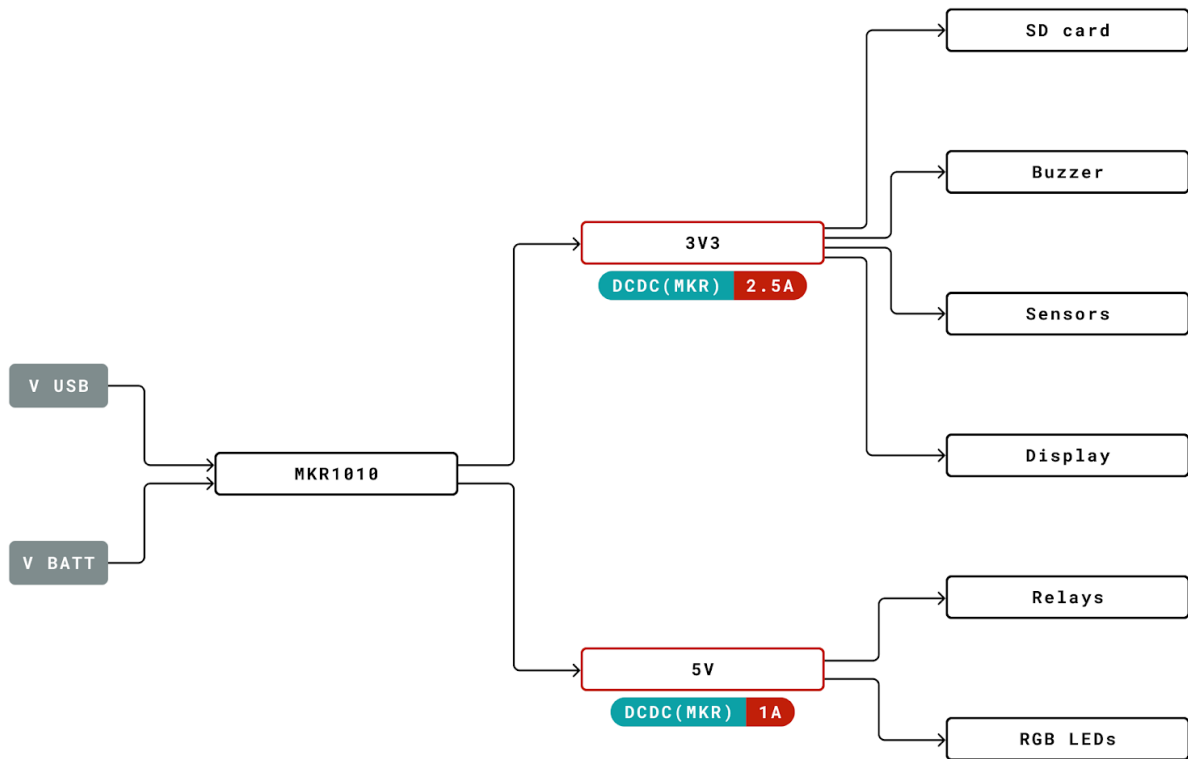 SD card
Buzzer
3V3
DCDC(MKR) 2.5A
Sensors
V USB
MKR1010
Display
V BATT
Relays
5V
DCDC(MKR) 1A
RGB LEDs